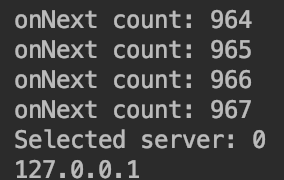 onNext count: 964
onNext count: 965
onNext count: 966
onNext count: 967
Selected server: 0
127.0.0.1